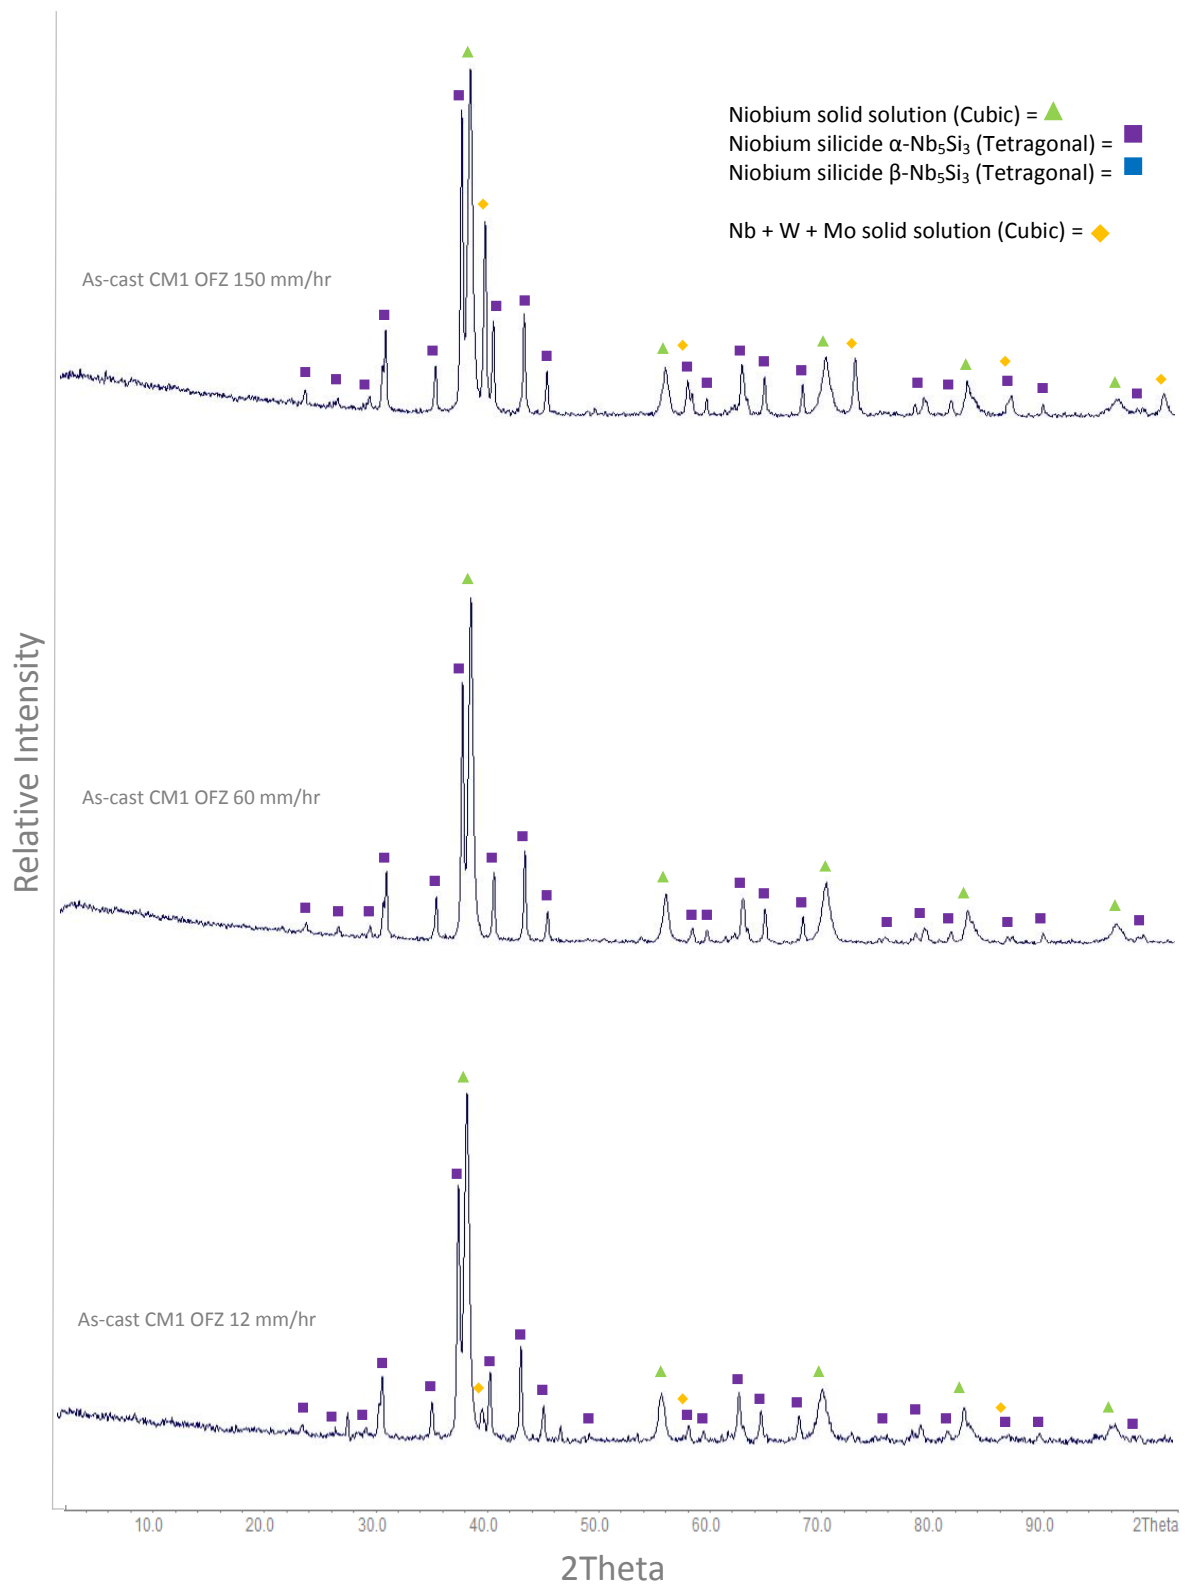 Niobium solid solution (Cubic) =
Niobium silicide α-Nb₅Si₃ (Tetragonal) =
Niobium silicide β-Nb₅Si₃ (Tetragonal) =
Nb + W + Mo solid solution (Cubic) =
As-cast CM1 OFZ 150 mm/hr
As-cast CM1 OFZ 60 mm/hr
As-cast CM1 OFZ 12 mm/hr
Relative Intensity
10.0 20.0 30.0 40.0 50.0 60.0 70.0 80.0 90.0 2Theta
2Theta